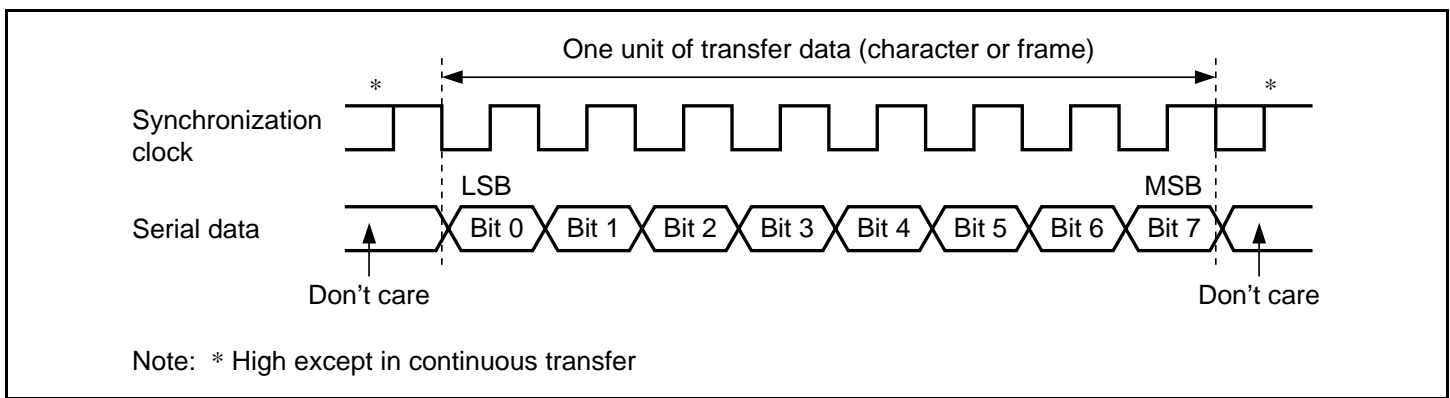 One unit of transfer data (character or frame)
* *
Synchronization
clock
LSB MSB
Serial data Bit 0 Bit 1 Bit 2 Bit 3 Bit 4 Bit 5 Bit 6 Bit 7
Don't care Don't care
Note: * High except in continuous transfer